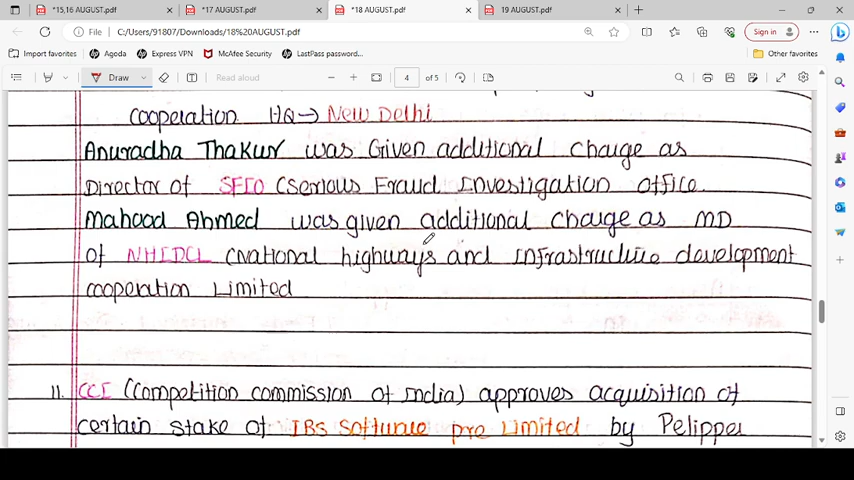 *15,16 AUGUST.pdf
*17 AUGUST.pdf
*18 AUGUST.pdf
19 AUGUST.pdf
File
C:/Users/91807/Downloads/18%20AUGUST.pdf
Sign in
Import favorites
Agoda
Express VPN
McAfee Security
LastPass password...
Other favorites
Draw
Read aloud
4 of 5
cooperation HQ→ New Delhi
Anuradha Thakur was Given additional charge as
Director of SFIO (Serious Fraud Investigation office.
Mahood Ahmed was given additional charge as MD
of NHIDCL (National highways and infrastructure development
cooperation Limited
11. CCI (Competition commission of India) approves acquisition of
certain stake of IBS Software pre Limited by Pelippe